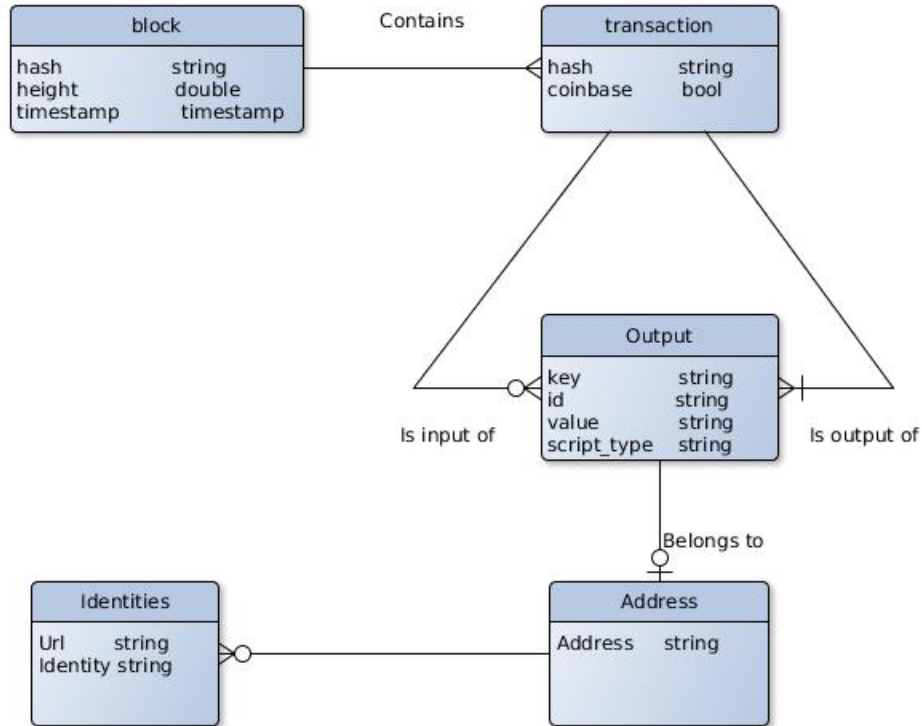 block
hash string
height double
timestamp timestamp
Contains
transaction
hash string
coinbase bool
Output
key string
id string
value string
script_type string
Is input of
Is output of
Belongs to
Identities
Url string
Identity string
Address
Address string